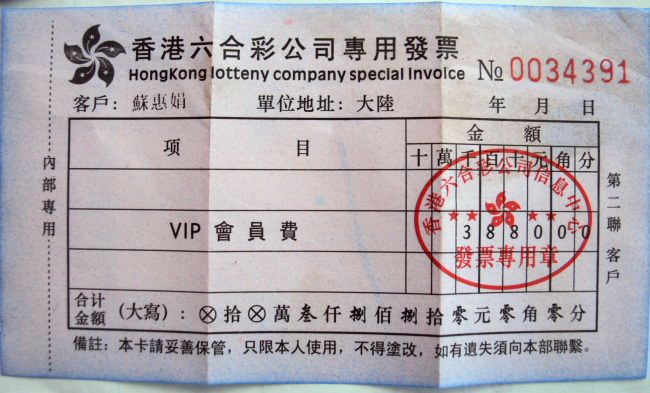 香港六合彩公司專用發票
HongKong lotteny company special Invoice № 0034391
客戶：蘇惠娟 單位地址：大陸 年 月 日
项 目 金 額
十 萬 千 百 十 元 角 分
VIP 會員費 3 8 8 0 0 0
合计金額 (大寫)：⊗拾⊗萬叁仟捌佰捌拾零元零角零分
備註：本卡請妥善保管，只限本人使用，不得塗改，如有遺失須向本部聯繫。
內部專用
第二聯 客戶
香港六合彩公司信息中心
發票專用章